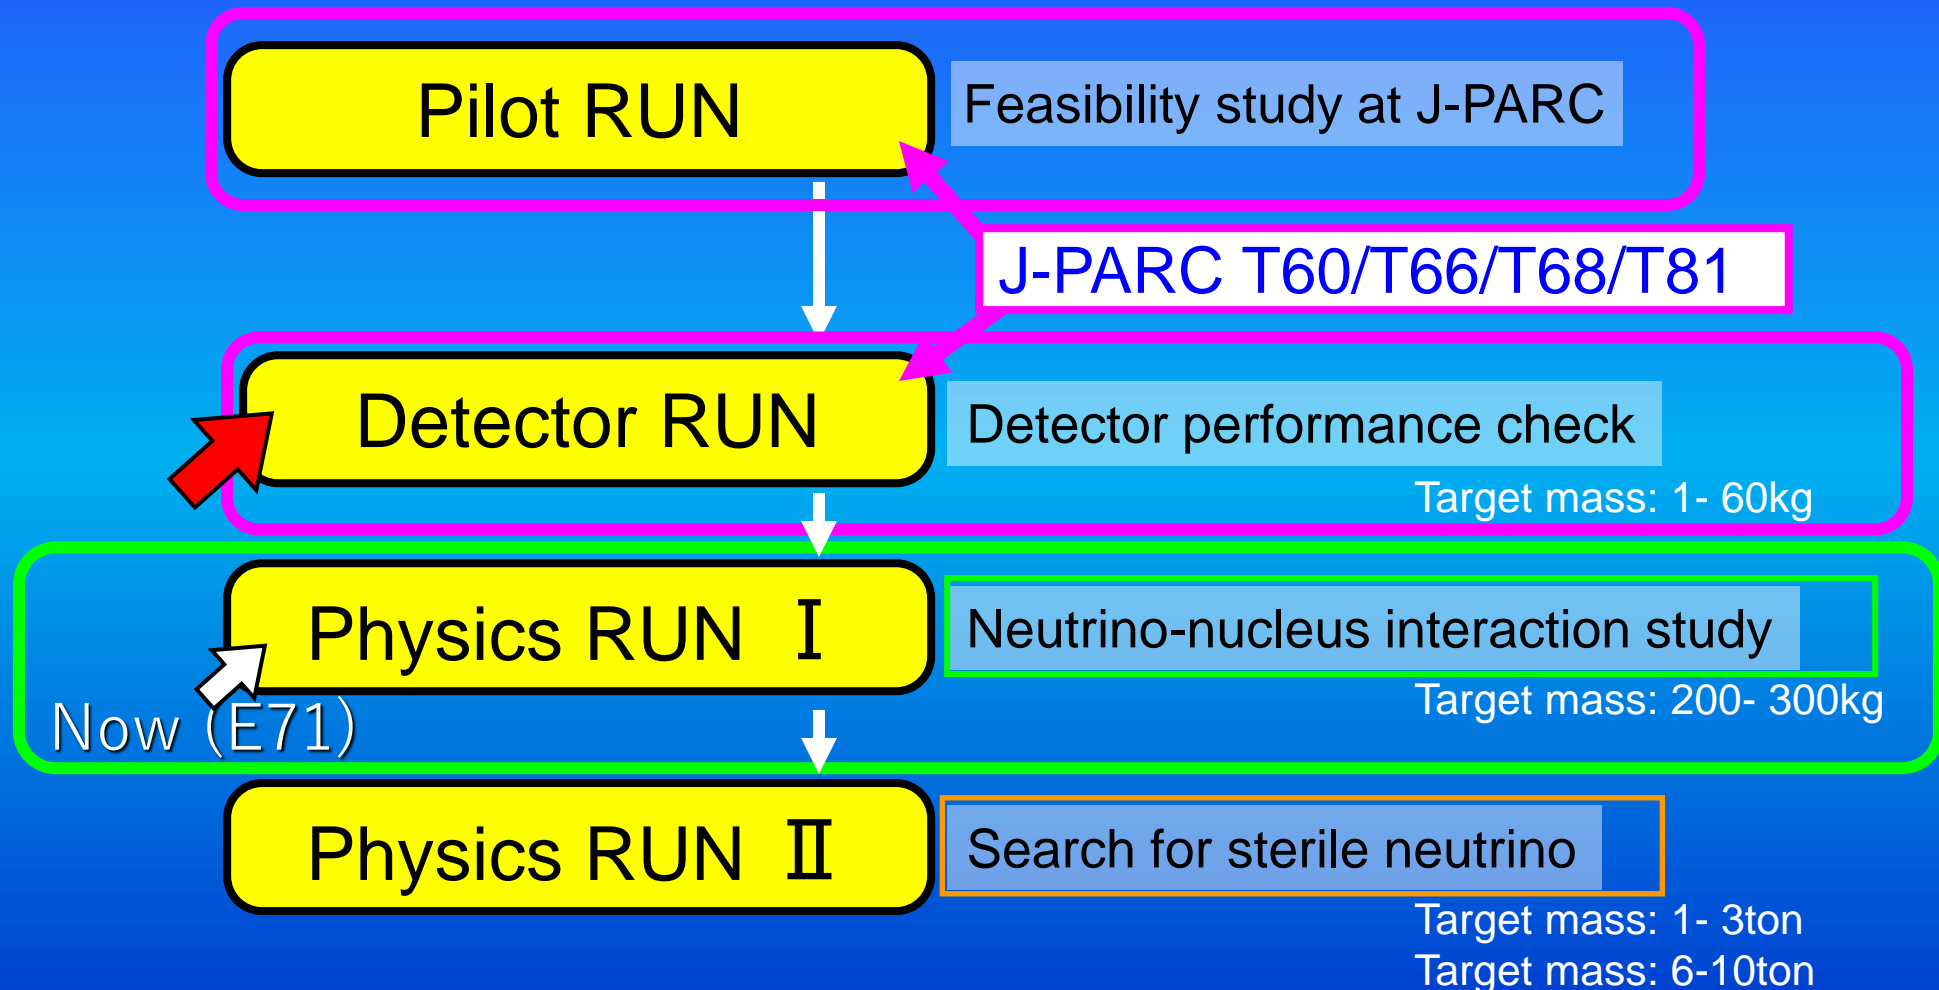 Pilot RUN
Feasibility study at J-PARC
J-PARC T60/T66/T68/T81
Detector RUN
Detector performance check
Target mass: 1- 60kg
Physics RUN Ⅰ
Neutrino-nucleus interaction study
Target mass: 200- 300kg
Now (E71)
Physics RUN Ⅱ
Search for sterile neutrino
Target mass: 1- 3ton
Target mass: 6-10ton